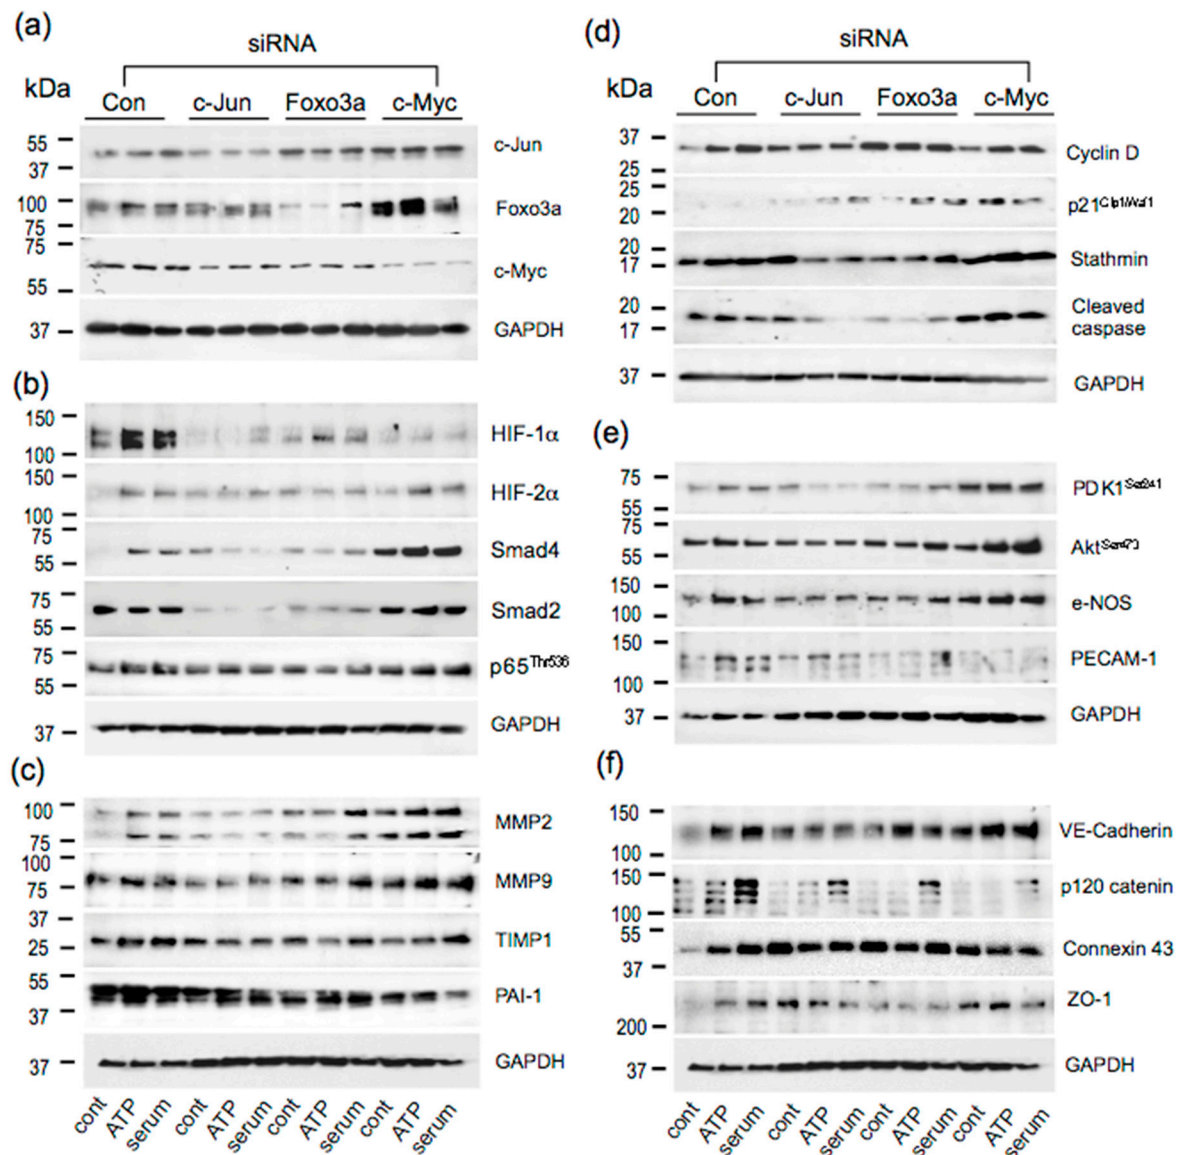 (a)
siRNA
kDa
Con c-Jun Foxo3a c-Myc
55
37
c-Jun
100
75
Foxo3a
75
55
c-Myc
37
GAPDH
(b)
150
100
HIF-1α
150
100
HIF-2α
75
55
Smad4
75
55
Smad2
75
55
p65Thr536
37
GAPDH
(c)
100
75
MMP2
100
75
MMP9
37
25
TIMP1
55
37
PAI-1
37
GAPDH
cont ATP serum cont ATP serum cont ATP serum cont ATP serum
(d)
siRNA
kDa
Con c-Jun Foxo3a c-Myc
37
25
Cyclin D
25
20
p21Cip1/Waf1
20
17
Stathmin
20
17
Cleaved
caspase
37
GAPDH
(e)
75
55
PDK1Ser241
75
55
AktSer473
150
100
e-NOS
150
100
PECAM-1
37
GAPDH
(f)
150
100
VE-Cadherin
150
100
p120 catenin
55
37
Connexin 43
200
ZO-1
37
GAPDH
cont ATP serum cont ATP serum cont ATP serum cont ATP serum